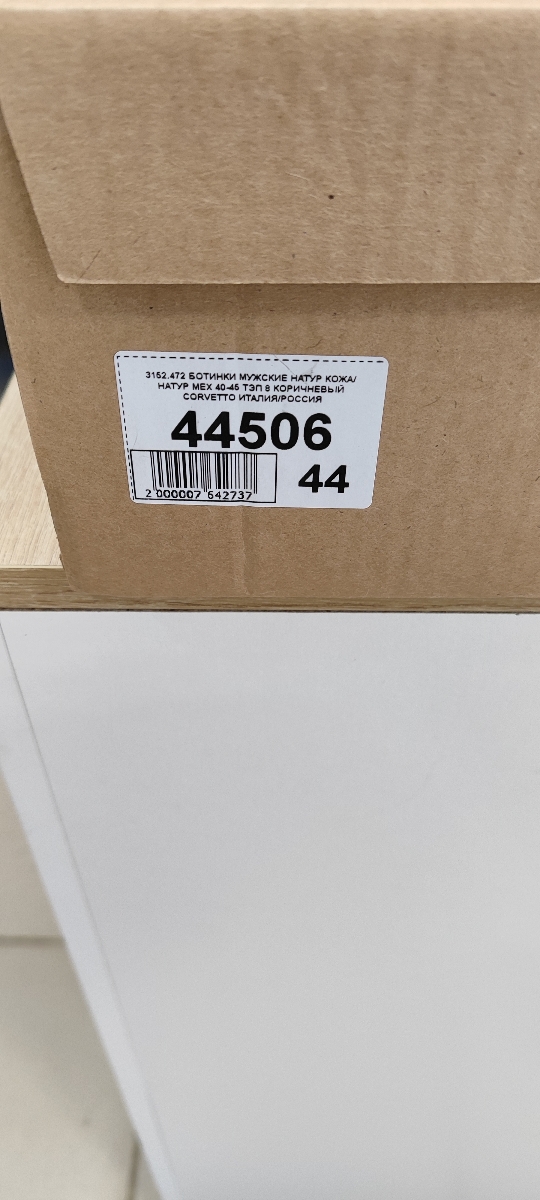 3152.472 БОТИНКИ МУЖСКИЕ НАТУР КОЖА/
НАТУР МЕХ 40-45 ТЭП 8 КОРИЧНЕВЫЙ
CORVETTO ИТАЛИЯ/РОССИЯ
44506
44
2 000007 642737